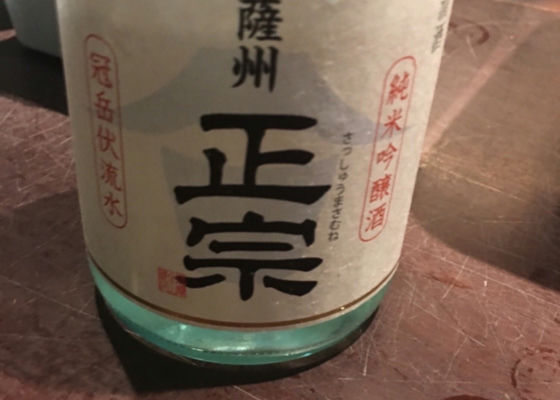 純米吟醸酒
薩州
正宗
さっしゅうまさむね
冠岳伏流水